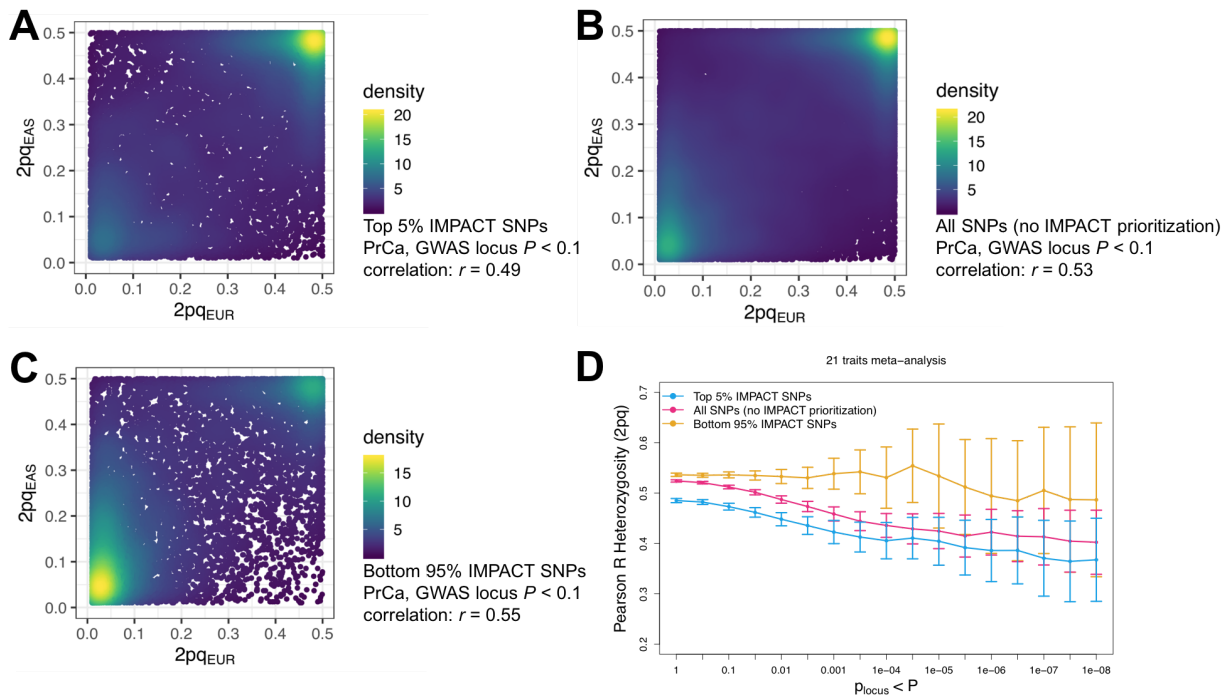 A
0.5
0.4
0.3
0.2
0.1
0.0
2pqEAS
0.0 0.1 0.2 0.3 0.4 0.5
2pqEUR
density
20
15
10
5
Top 5% IMPACT SNPs
PrCa, GWAS locus P < 0.1
correlation: r = 0.49
B
0.5
0.4
0.3
0.2
0.1
0.0
2pqEAS
0.0 0.1 0.2 0.3 0.4 0.5
2pqEUR
density
20
15
10
5
All SNPs (no IMPACT prioritization)
PrCa, GWAS locus P < 0.1
correlation: r = 0.53
C
0.5
0.4
0.3
0.2
0.1
0.0
2pqEAS
0.0 0.1 0.2 0.3 0.4 0.5
2pqEUR
density
15
10
5
Bottom 95% IMPACT SNPs
PrCa, GWAS locus P < 0.1
correlation: r = 0.55
D
21 traits meta-analysis
Top 5% IMPACT SNPs
All SNPs (no IMPACT prioritization)
Bottom 95% IMPACT SNPs
0.7
0.6
0.5
0.4
0.3
0.2
Pearson R Heterozygosity (2pq)
1 0.1 0.01 0.001 1e-04 1e-05 1e-06 1e-07 1e-08
plocus < P